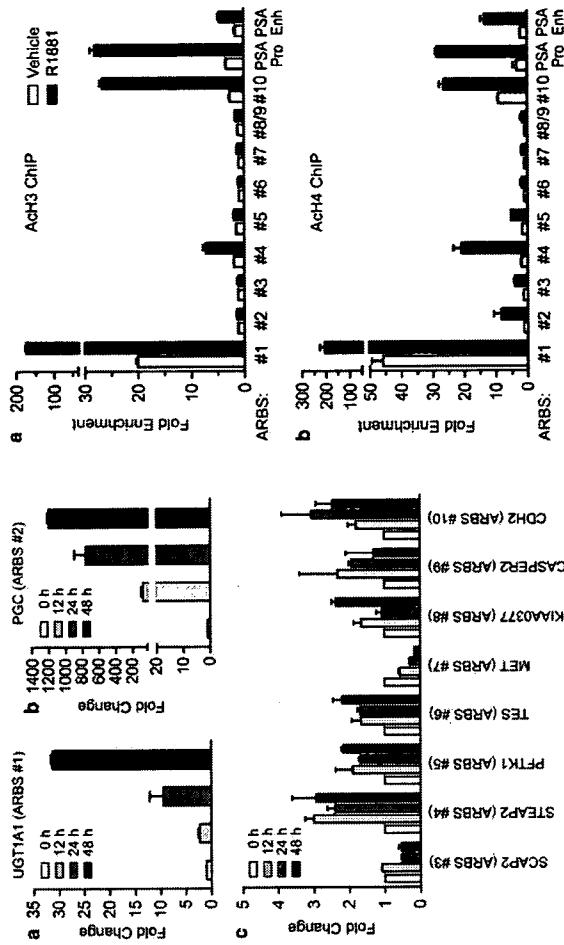 a
UGT1A1 (ARBS #1)
Fold Change
35
30
25
20
15
10
5
0
0 h
12 h
24 h
48 h
b
PGC (ARBS #2)
Fold Change
1400
1200
1000
800
600
400
200
20
10
0
0 h
12 h
24 h
48 h
c
Fold Change
6
5
4
3
2
1
0
0 h
12 h
24 h
48 h
SCAP2 (ARBS #3)
STEAP2 (ARBS #4)
PFTK1 (ARBS #5)
TES (ARBS #6)
MET (ARBS #7)
KIAA0377 (ARBS #8)
CASPER2 (ARBS #9)
CDH2 (ARBS #10)
a
AcH3 ChIP
Vehicle
R1881
Fold Enrichment
200
100
30
20
10
0
ARBS: #1 #2 #3 #4 #5 #6 #7 #8/9 #10 PSA PSA
Pro Enh
b
AcH4 ChIP
Fold Enrichment
300
200
100
50
40
30
20
10
0
ARBS: #1 #2 #3 #4 #5 #6 #7 #8/9 #10 PSA PSA
Pro Enh